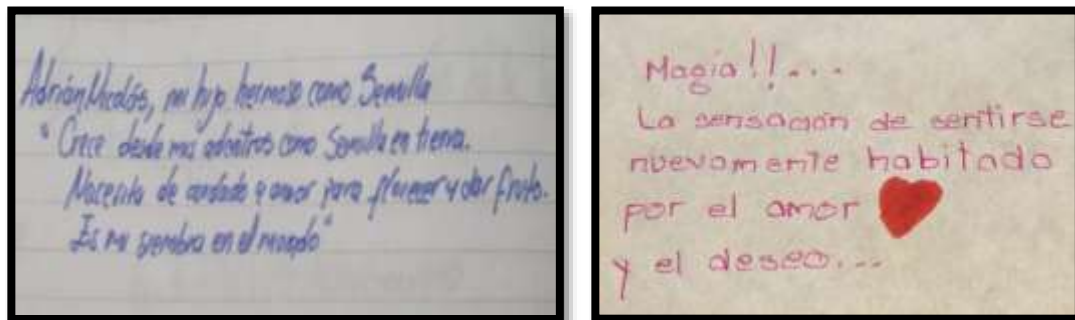 Adrián Nicolás, mi hijo hermoso como Semilla
"Crece desde mis adentros como Semilla en tierra.
Necesita de cuidado y amor para florecer y dar fruto.
Es mi siembra en el mundo"
Magia!!...
La sensación de sentirse
nuevamente habitado
por el amor
y el deseo...